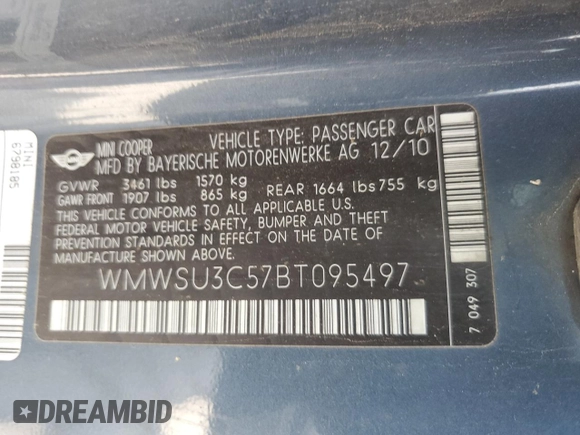 MINI COOPER VEHICLE TYPE: PASSENGER CAR
MFD BY BAYERISCHE MOTORENWERKE AG 12/10
GVWR 3461 lbs 1570 kg
GAWR FRONT 1907 lbs 865 kg REAR 1664 lbs 755 kg
THIS VEHICLE CONFORMS TO ALL APPLICABLE U.S.
FEDERAL MOTOR VEHICLE SAFETY, BUMPER AND THEFT
PREVENTION STANDARDS IN EFFECT ON THE DATE OF
MANUFACTURE SHOWN ABOVE.
WMWSU3C57BT095497
7 049 307
MINI
6790105
DREAMBID